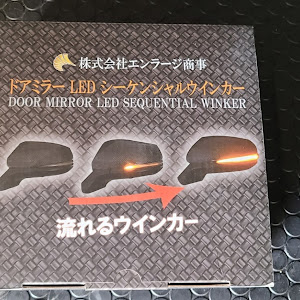 株式会社エンラージ商事
ドアミラー LED シーケンシャルウインカー
DOOR MIRROR LED SEQUENTIAL WINKER
流れるウインカー